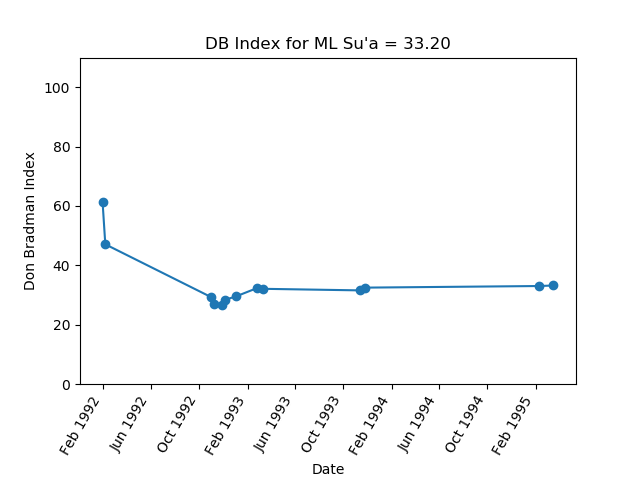 DB Index for ML Su'a = 33.20
Don Bradman Index
100
80
60
40
20
0
Feb 1992
Jun 1992
Oct 1992
Feb 1993
Jun 1993
Oct 1993
Feb 1994
Jun 1994
Oct 1994
Feb 1995
Date